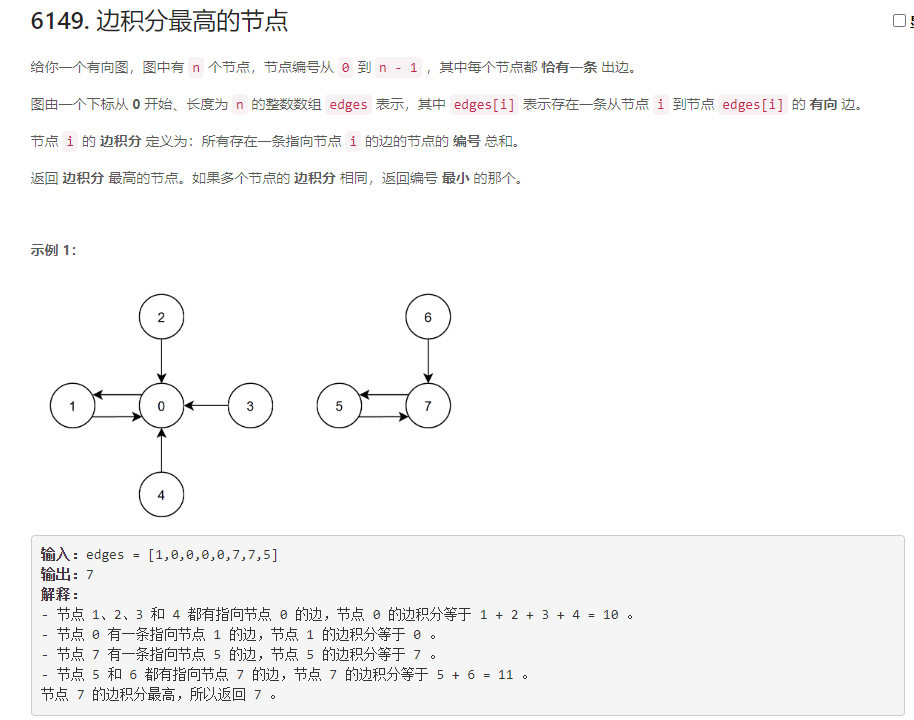 6149. 边积分最高的节点
给你一个有向图，图中有 n 个节点，节点编号从 0 到 n - 1 ，其中每个节点都 恰有一条 出边。
图由一个下标从 0 开始、长度为 n 的整数数组 edges 表示，其中 edges[i] 表示存在一条从节点 i 到节点 edges[i] 的 有向 边。
节点 i 的 边积分 定义为：所有存在一条指向节点 i 的边的节点的 编号 总和。
返回 边积分 最高的节点。如果多个节点的 边积分 相同，返回编号 最小 的那个。
示例 1：
2 6
1 0 3 5 7
4
输入：edges = [1,0,0,0,0,7,7,5]
输出：7
解释：
- 节点 1、2、3 和 4 都有指向节点 0 的边，节点 0 的边积分等于 1 + 2 + 3 + 4 = 10 。
- 节点 0 有一条指向节点 1 的边，节点 1 的边积分等于 0 。
- 节点 7 有一条指向节点 5 的边，节点 5 的边积分等于 7 。
- 节点 5 和 6 都有指向节点 7 的边，节点 7 的边积分等于 5 + 6 = 11 。
节点 7 的边积分最高，所以返回 7 。